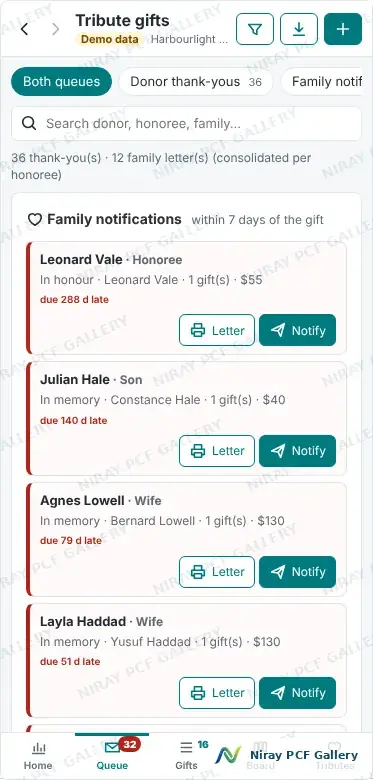 Tribute gifts
Demo data Harbourlight ...
Both queues Donor thank-yous 36 Family notif
Search donor, honoree, family...
36 thank-you(s) · 12 family letter(s) (consolidated per
honoree)
Family notifications within 7 days of the gift
Leonard Vale · Honoree
In honour · Leonard Vale · 1 gift(s) · $55
due 288 d late
Letter Notify
Julian Hale · Son
In memory · Constance Hale · 1 gift(s) · $40
due 140 d late
Letter Notify
Agnes Lowell · Wife
In memory · Bernard Lowell · 1 gift(s) · $130
due 79 d late
Letter Notify
Layla Haddad · Wife
In memory · Yusuf Haddad · 1 gift(s) · $130
due 51 d late
Letter Notify
32 16
Home Queue Gifts Board Tributes
Niray PCF Gallery
NIRAY PCF GALLERY